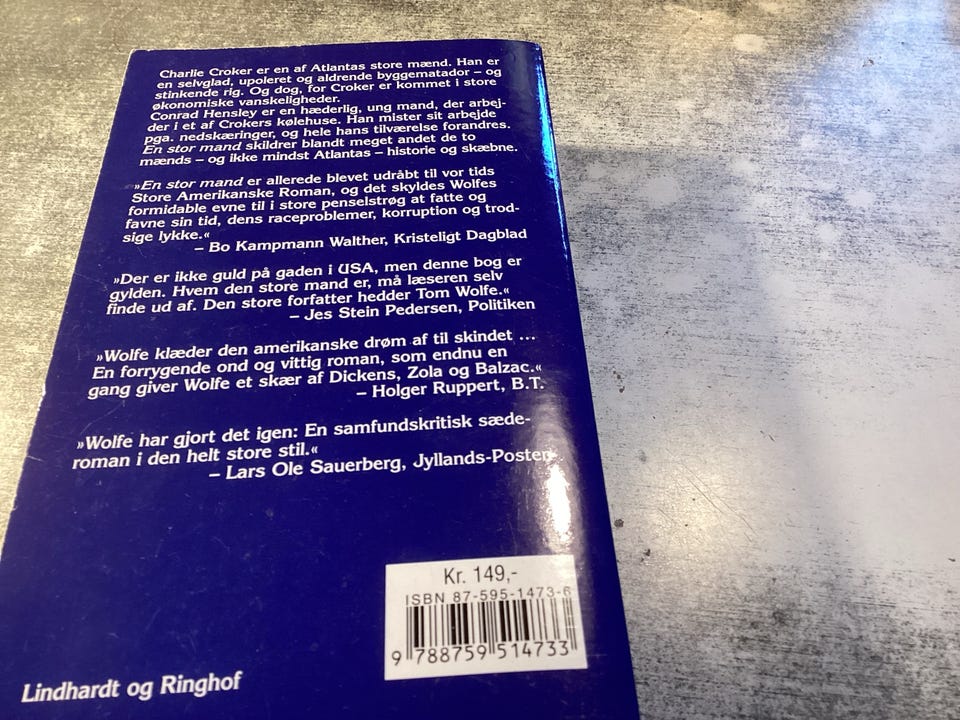 Charlie Croker er en af Atlantas store mænd. Han er
en selvglad, upoleret og aldrende byggematador – og
stinkende rig. Og dog, for Croker er kommet i store
økonomiske vanskeligheder.
Conrad Hensley er en hæderlig, ung mand, der arbej-
der i et af Crokers kølehuse. Han mister sit arbejde
pga. nedskæringer, og hele hans tilværelse forandres.
En stor mand skildrer blandt meget andet de to
mænds – og ikke mindst Atlantas – historie og skæbne.
»En stor mand er allerede blevet udråbt til vor tids
Store Amerikanske Roman, og det skyldes Wolfes
formidable evne til i store penselstrøg at fatte og
favne sin tid, dens raceproblemer, korruption og trod-
sige lykke.«
– Bo Kampmann Walther, Kristeligt Dagblad
»Der er ikke guld på gaden i USA, men denne bog er
gylden. Hvem den store mand er, må læseren selv
finde ud af. Den store forfatter hedder Tom Wolfe.«
– Jes Stein Pedersen, Politiken
»Wolfe klæder den amerikanske drøm af til skindet ...
En forrygende ond og vittig roman, som endnu en
gang giver Wolfe et skær af Dickens, Zola og Balzac.«
– Holger Ruppert, B.T.
»Wolfe har gjort det igen: En samfundskritisk sæde-
roman i den helt store stil.«
– Lars Ole Sauerberg, Jyllands-Posten
Kr. 149,-
ISBN 87-595-1473-6
9 788759 514733
Lindhardt og Ringhof